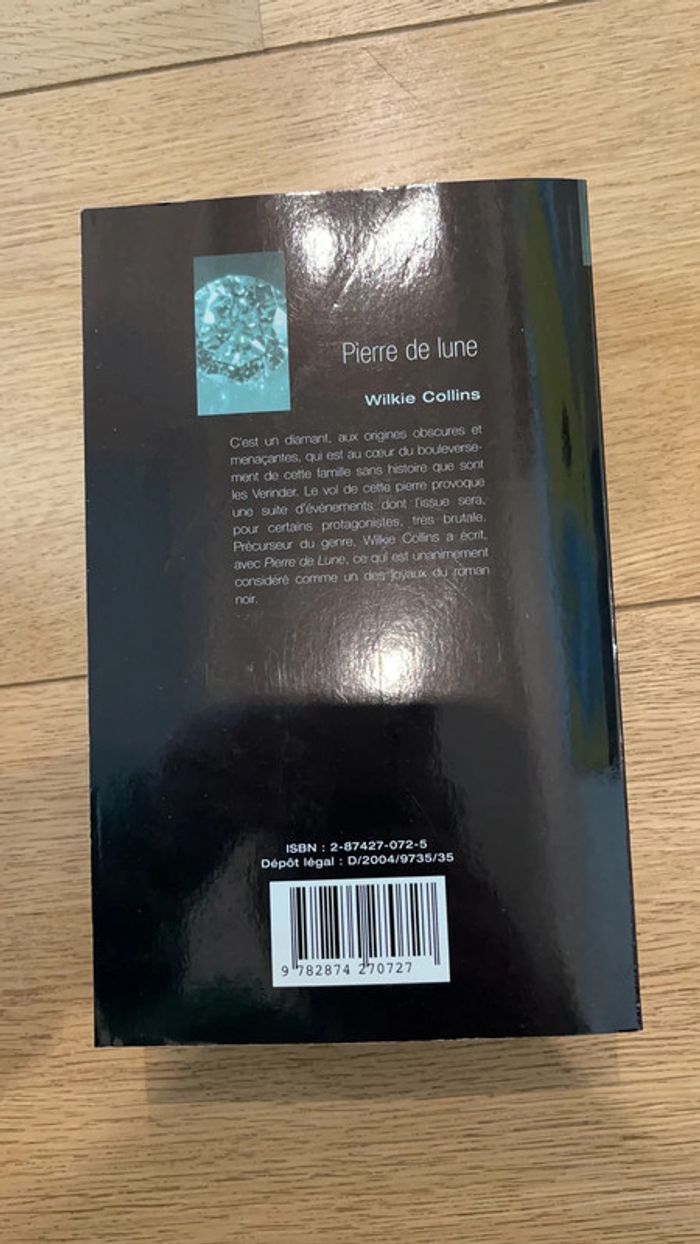 Pierre de lune
Wilkie Collins
C'est un diamant, aux origines obscures et
menaçantes, qui est au cœur du bouleverse-
ment de cette famille sans histoire que sont
les Verinder. Le vol de cette pierre provoque
une suite d'événements dont l'issue sera,
pour certains protagonistes, très brutale.
Précurseur du genre, Wilkie Collins a écrit,
avec Pierre de Lune, ce qui est unanimement
considéré comme un des joyaux du roman
noir.
ISBN : 2-87427-072-5
Dépôt légal : D/2004/9735/35
9 782874 270727